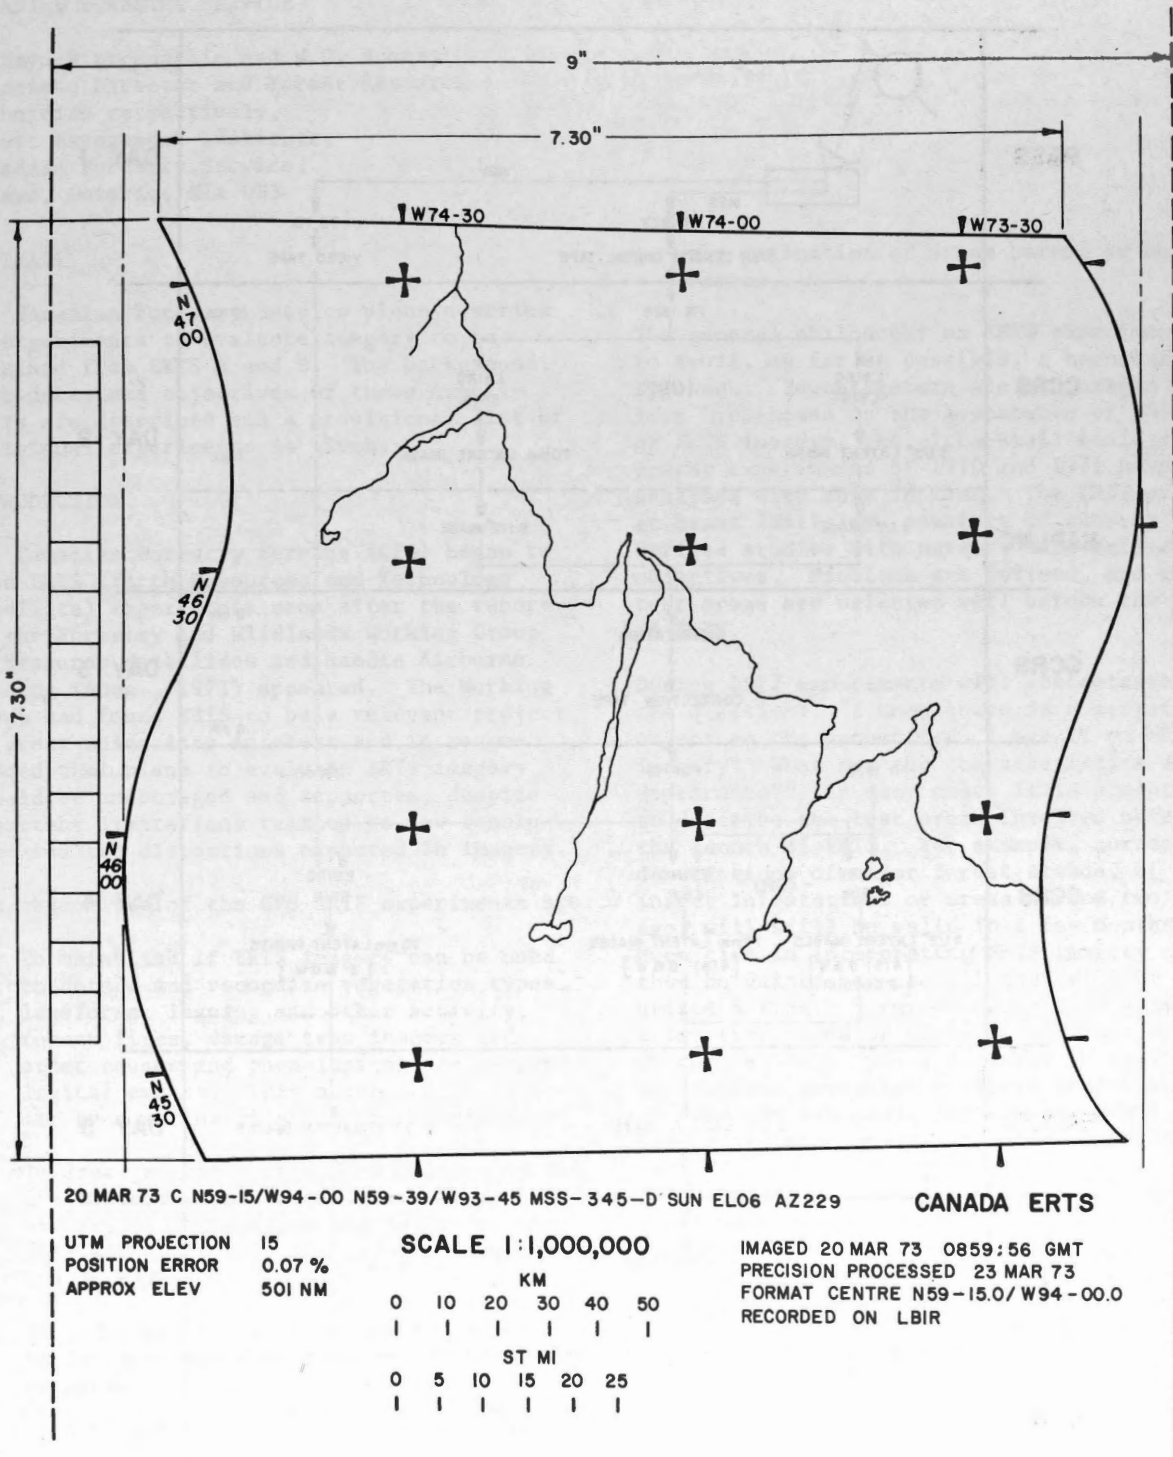 9"
7.30"
W74-30
W74-00
W73-30
N
47
00
N
46
30
7.30"
N
46
00
N
45
30
20 MAR 73 C N59-15/W94-00 N59-39/W93-45 MSS-345-D SUN EL06 AZ229
CANADA ERTS
UTM PROJECTION 15
POSITION ERROR 0.07 %
APPROX ELEV 501 NM
SCALE 1:1,000,000
KM
0 10 20 30 40 50
ST MI
0 5 10 15 20 25
IMAGED 20 MAR 73 0859:56 GMT
PRECISION PROCESSED 23 MAR 73
FORMAT CENTRE N59-15.0/W94-00.0
RECORDED ON LBIR